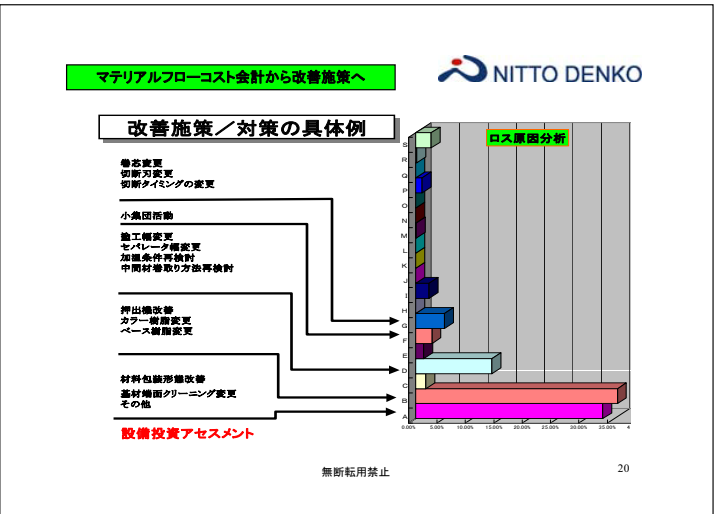 マテリアルフローコスト会計から改善施策へ
NITTO DENKO
改善施策／対策の具体例
ロス原因分析
巻芯変更
切断刃変更
切断タイミングの変更
小集団活動
塗工幅変更
セパレータ幅変更
加温条件再検討
中間材巻取り方法再検討
押出機改善
カラー樹脂変更
ベース樹脂変更
材料包装形態改善
基材端面クリーニング変更
その他
設備投資アセスメント
S
R
Q
P
O
N
M
L
K
J
I
H
G
F
E
D
C
B
A
0.00% 5.00% 10.00% 15.00% 20.00% 25.00% 30.00% 35.00% 4
無断転用禁止
20